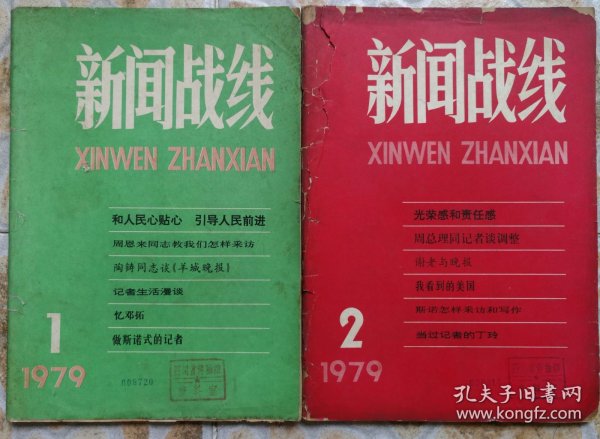 新闻战线
XINWEN ZHANXIAN
和人民心贴心 引导人民前进
周恩来同志教我们怎样采访
陶铸同志谈《羊城晚报》
记者生活漫谈
忆邓拓
做斯诺式的记者
1
1979
008720
新闻战线
XINWEN ZHANXIAN
光荣感和责任感
周总理同记者谈调整
谢老与晚报
我看到的美国
斯诺怎样采访和写作
当过记者的丁玲
2
1979
孔夫子旧书网
www.kongfz.com